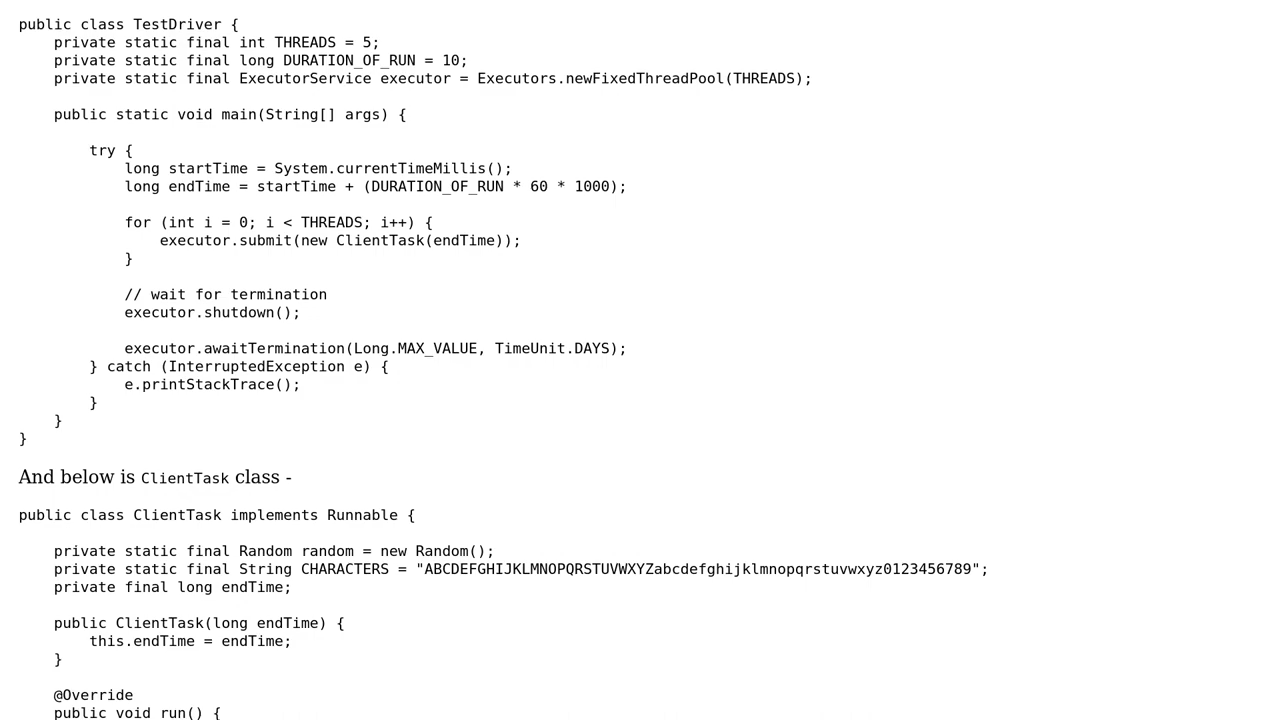 public class TestDriver {
    private static final int THREADS = 5;
    private static final long DURATION_OF_RUN = 10;
    private static final ExecutorService executor = Executors.newFixedThreadPool(THREADS);

    public static void main(String[] args) {

        try {
            long startTime = System.currentTimeMillis();
            long endTime = startTime + (DURATION_OF_RUN * 60 * 1000);

            for (int i = 0; i < THREADS; i++) {
                executor.submit(new ClientTask(endTime));
            }

            // wait for termination
            executor.shutdown();

            executor.awaitTermination(Long.MAX_VALUE, TimeUnit.DAYS);
        } catch (InterruptedException e) {
            e.printStackTrace();
        }
    }
}

And below is ClientTask class -

public class ClientTask implements Runnable {

    private static final Random random = new Random();
    private static final String CHARACTERS = "ABCDEFGHIJKLMNOPQRSTUVWXYZabcdefghijklmnopqrstuvwxyz0123456789";
    private final long endTime;

    public ClientTask(long endTime) {
        this.endTime = endTime;
    }

    @Override
    public void run() {